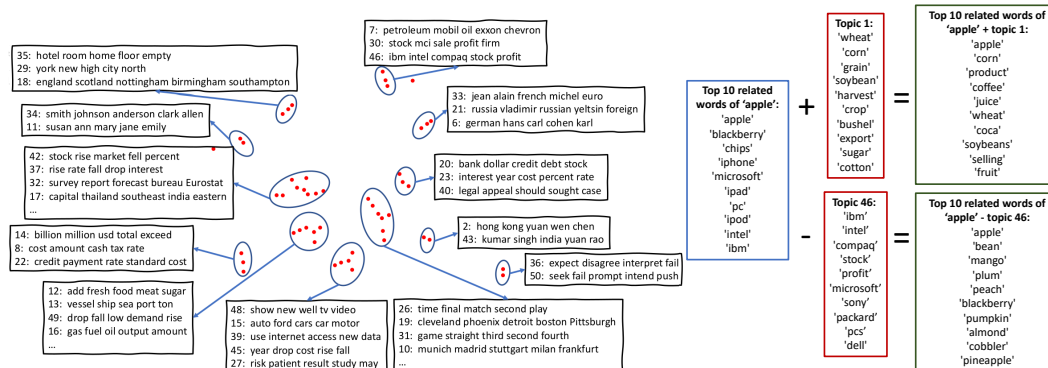 35: hotel room home floor empty
29: york new high city north
18: england scotland nottingham birmingham southampton
7: petroleum mobil oil exxon chevron
30: stock mci sale profit firm
46: ibm intel compaq stock profit
34: smith johnson anderson clark allen
11: susan ann mary jane emily
33: jean alain french michel euro
21: russia vladimir russian yeltsin foreign
6: german hans carl cohen karl
42: stock rise market fell percent
37: rise rate fall drop interest
32: survey report forecast bureau Eurostat
17: capital thailand southeast india eastern
...
20: bank dollar credit debt stock
23: interest year cost percent rate
40: legal appeal should sought case
14: billion million usd total exceed
8: cost amount cash tax rate
22: credit payment rate standard cost
2: hong kong yuan wen chen
43: kumar singh india yuan rao
36: expect disagree interpret fail
50: seek fail prompt intend push
12: add fresh food meat sugar
13: vessel ship sea port ton
49: drop fall low demand rise
16: gas fuel oil output amount
...
48: show new well tv video
15: auto ford cars car motor
39: use internet access new data
45: year drop cost rise fall
27: risk patient result study may
26: time final match second play
19: cleveland phoenix detroit boston Pittsburgh
31: game straight third second fourth
10: munich madrid stuttgart milan frankfurt
...
Top 10 related
words of 'apple':
'apple'
'blackberry'
'chips'
'iphone'
'microsoft'
'ipad'
'pc'
'ipod'
'intel'
'ibm'
+
-
Topic 1:
'wheat'
'corn'
'grain'
'soybean'
'harvest'
'crop'
'bushel'
'export'
'sugar'
'cotton'
=
Top 10 related words of
'apple' + topic 1:
'apple'
'corn'
'product'
'coffee'
'juice'
'wheat'
'coca'
'soybeans'
'selling'
'fruit'
Topic 46:
'ibm'
'intel'
'compaq'
'stock'
'profit'
'microsoft'
'sony'
'packard'
'pcs'
'dell'
=
Top 10 related words of
'apple' - topic 46:
'apple'
'bean'
'mango'
'plum'
'peach'
'blackberry'
'pumpkin'
'almond'
'cobbler'
'pineapple'